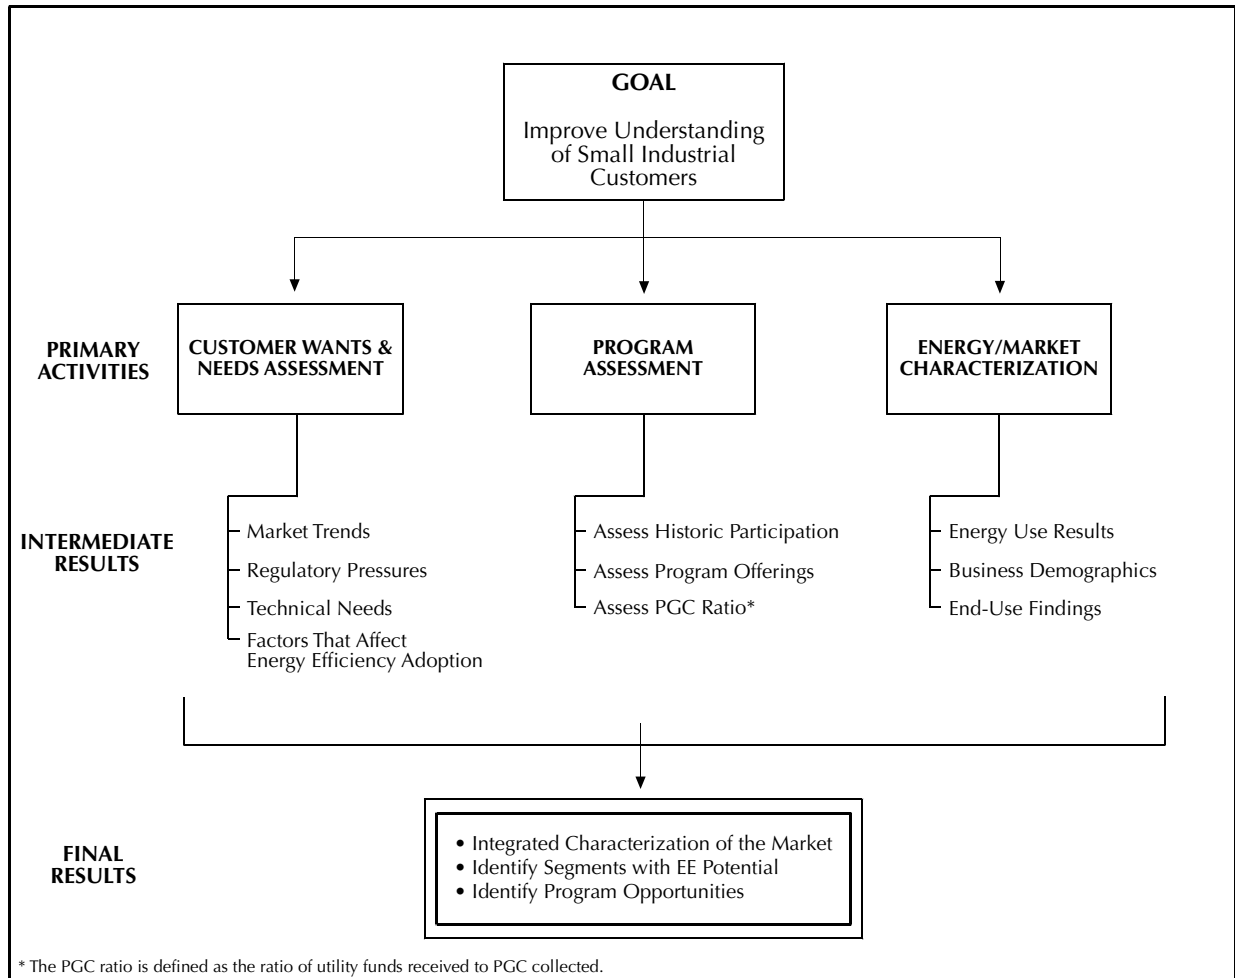 GOAL
Improve Understanding
of Small Industrial
Customers
PRIMARY
ACTIVITIES
CUSTOMER WANTS &
NEEDS ASSESSMENT
PROGRAM
ASSESSMENT
ENERGY/MARKET
CHARACTERIZATION
INTERMEDIATE
RESULTS
Market Trends
Regulatory Pressures
Technical Needs
Factors That Affect
Energy Efficiency Adoption
Assess Historic Participation
Assess Program Offerings
Assess PGC Ratio*
Energy Use Results
Business Demographics
End-Use Findings
FINAL
RESULTS
• Integrated Characterization of the Market
• Identify Segments with EE Potential
• Identify Program Opportunities
* The PGC ratio is defined as the ratio of utility funds received to PGC collected.